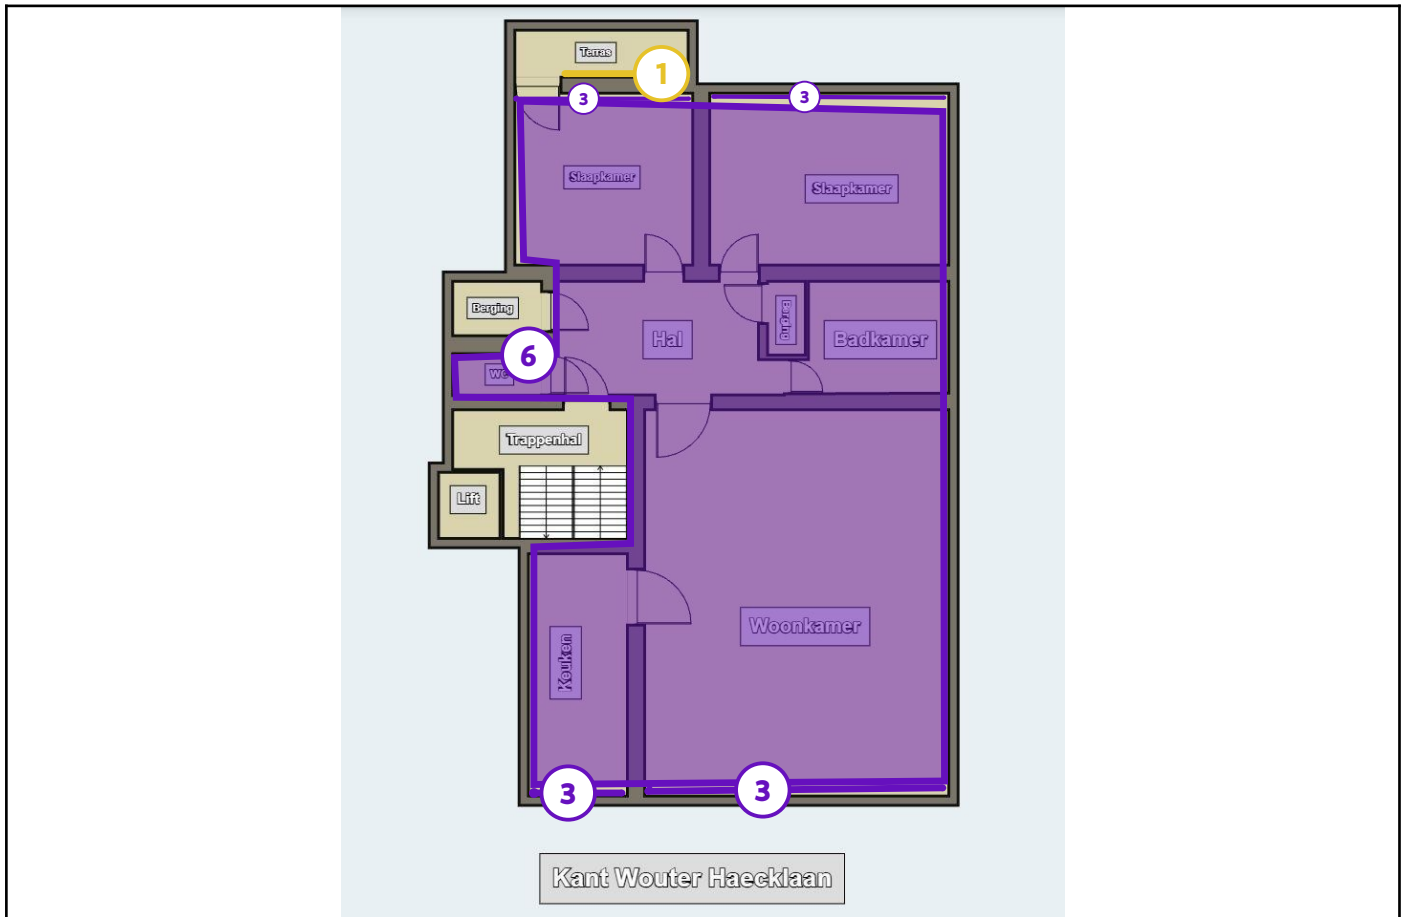 Terras
1
3
3
Slaapkamer
Slaapkamer
Berging
Berging
Hal
Badkamer
6
WC
Trappenhal
Lift
Woonkamer
Keuken
3
3
Kant Wouter Haecklaan